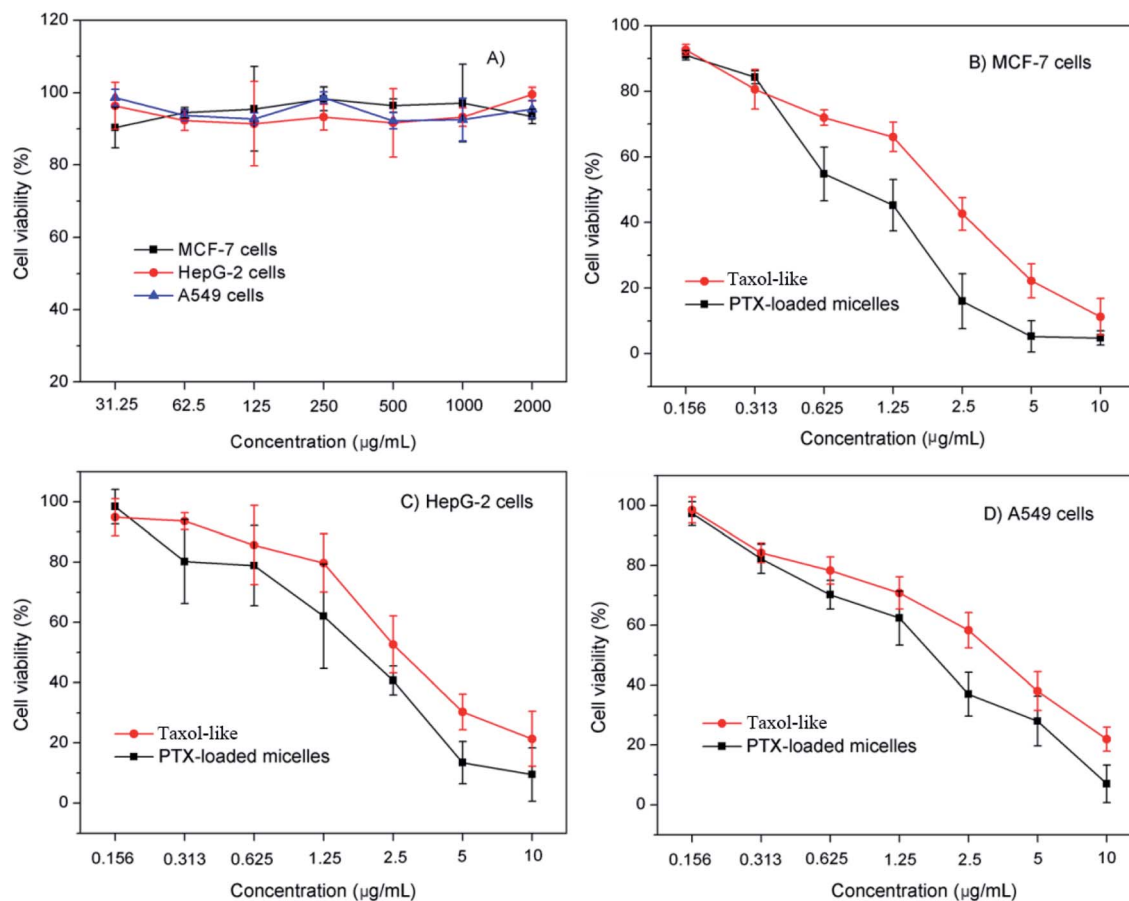 A)
Cell viability (%)
120
100
80
60
40
20
MCF-7 cells
HepG-2 cells
A549 cells
31.25 62.5 125 250 500 1000 2000
Concentration (μg/mL)
B) MCF-7 cells
Cell viability (%)
100
80
60
40
20
0
Taxol-like
PTX-loaded micelles
0.156 0.313 0.625 1.25 2.5 5 10
Concentration (μg/mL)
C) HepG-2 cells
Cell viability (%)
100
80
60
40
20
0
Taxol-like
PTX-loaded micelles
0.156 0.313 0.625 1.25 2.5 5 10
Concentration (μg/mL)
D) A549 cells
Cell viability (%)
100
80
60
40
20
0
Taxol-like
PTX-loaded micelles
0.156 0.313 0.625 1.25 2.5 5 10
Concentration (μg/mL)